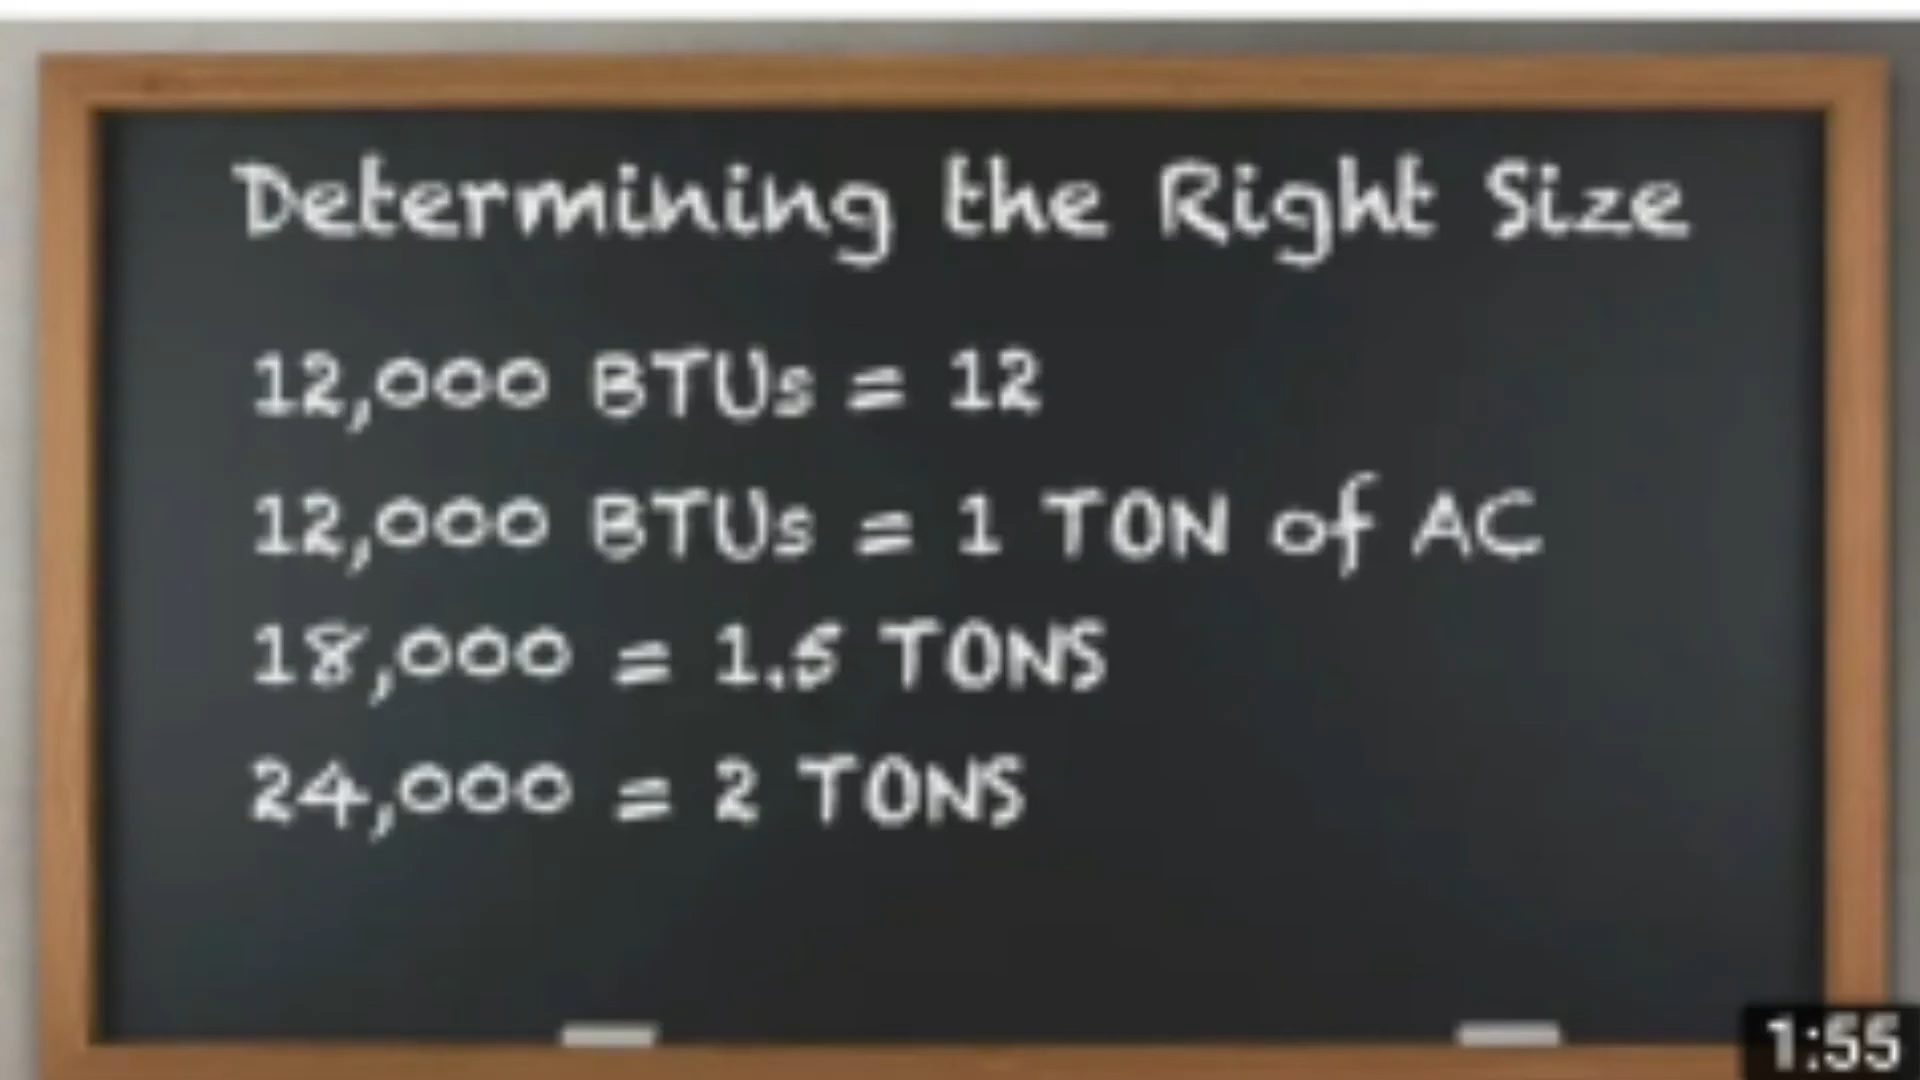 Determining the Right Size
12,000 BTUs = 12
12,000 BTUs = 1 TON of AC
18,000 = 1.5 TONS
24,000 = 2 TONS
1:55